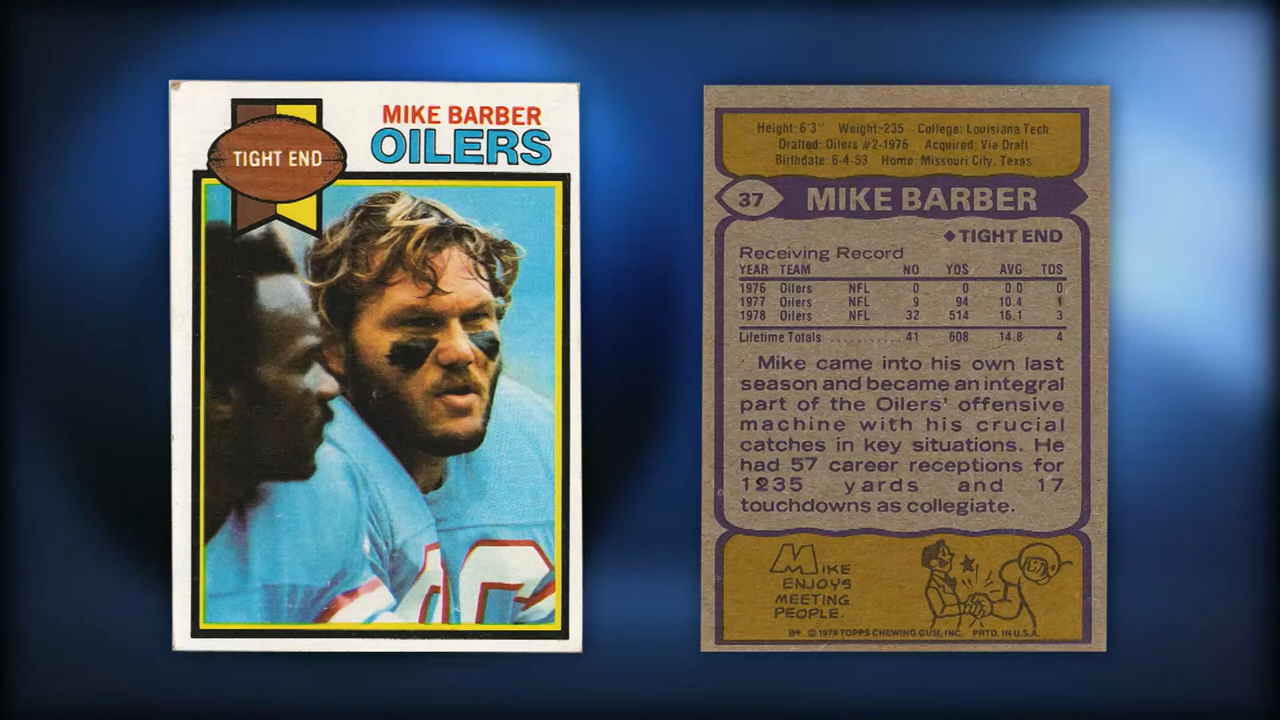 TIGHT END
MIKE BARBER
OILERS
Height: 6'3" Weight: 235 College: Louisiana Tech
Drafted: Oilers #2-1976 Acquired: Via Draft
Birthdate: 6-4-53 Home: Missouri City, Texas
37 MIKE BARBER
◆TIGHT END
Receiving Record
YEAR TEAM NO YDS AVG TDS
1976 Oilers NFL 0 0 0.0 0
1977 Oilers NFL 9 94 10.4 1
1978 Oilers NFL 32 514 16.1 3
Lifetime Totals .......... 41 608 14.8 4
Mike came into his own last
season and became an integral
part of the Oilers' offensive
machine with his crucial
catches in key situations. He
had 57 career receptions for
1235 yards and 17
touchdowns as collegiate.
MIKE
ENJOYS
MEETING
PEOPLE.
B* © 1979 TOPPS CHEWING GUM, INC. PRTD. IN U.S.A.